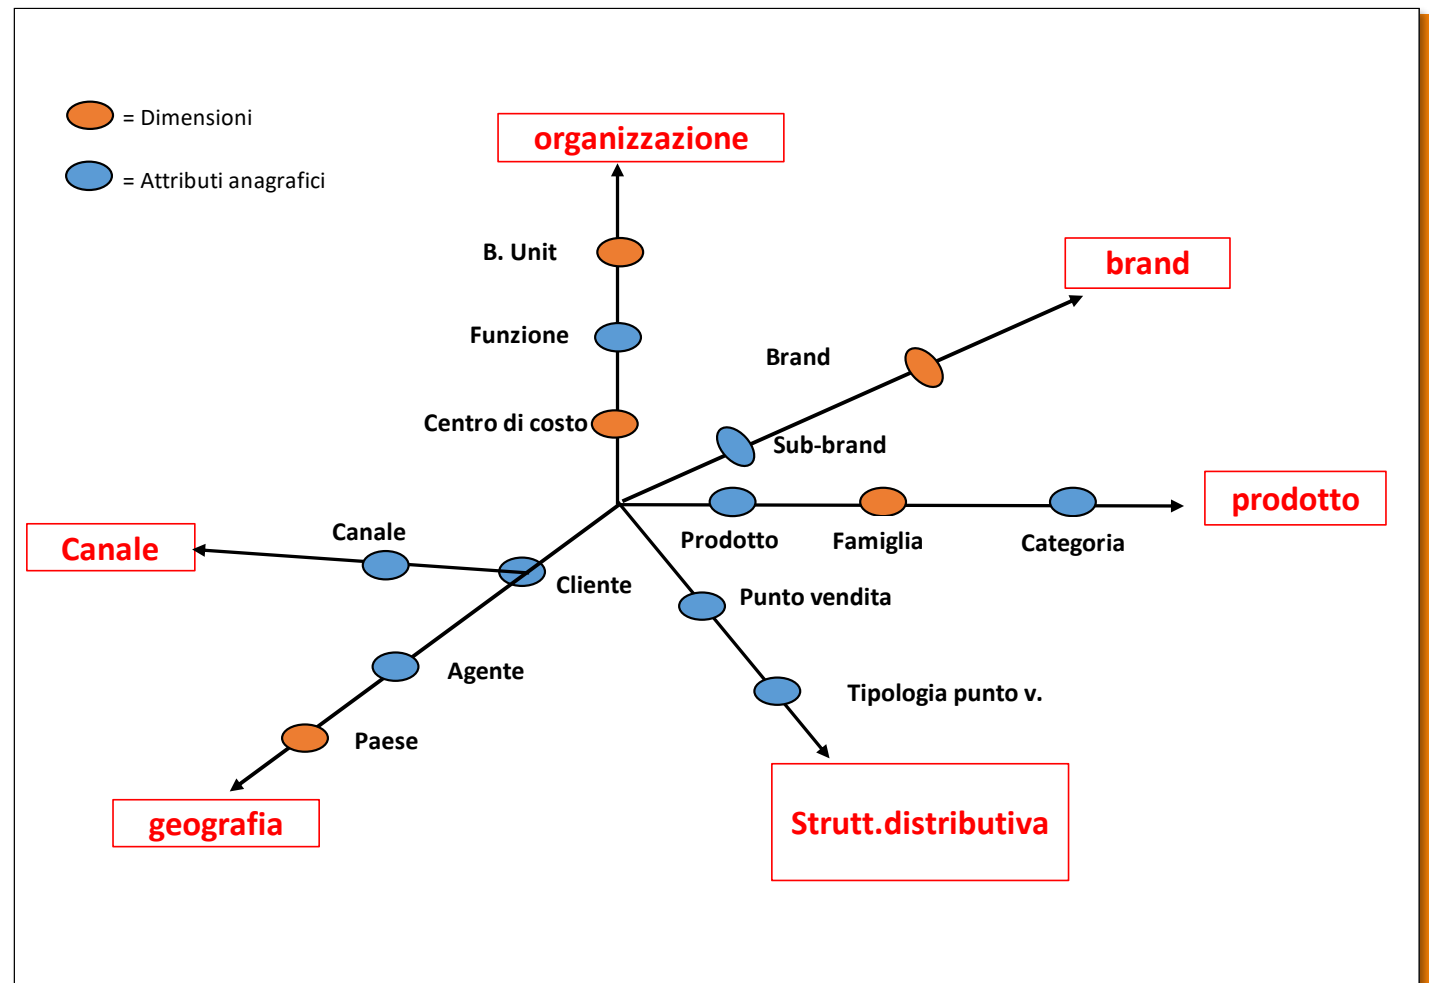 = Dimensioni
= Attributi anagrafici
organizzazione
B. Unit
Funzione
Centro di costo
brand
Brand
Sub-brand
prodotto
Prodotto
Famiglia
Categoria
Canale
Canale
Cliente
Punto vendita
Agente
Tipologia punto v.
Paese
geografia
Strutt.distributiva